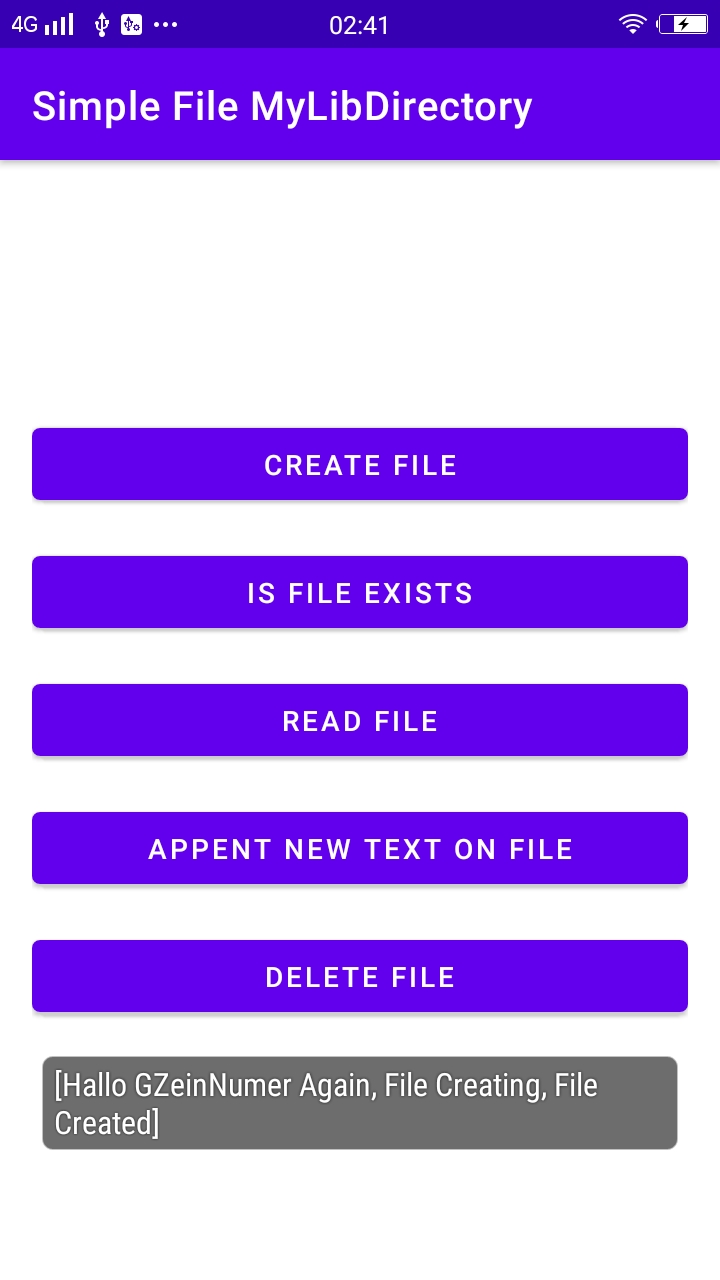 4G 02:41
Simple File MyLibDirectory
CREATE FILE
IS FILE EXISTS
READ FILE
APPENT NEW TEXT ON FILE
DELETE FILE
[Hallo GZeinNumer Again, File Creating, File
Created]